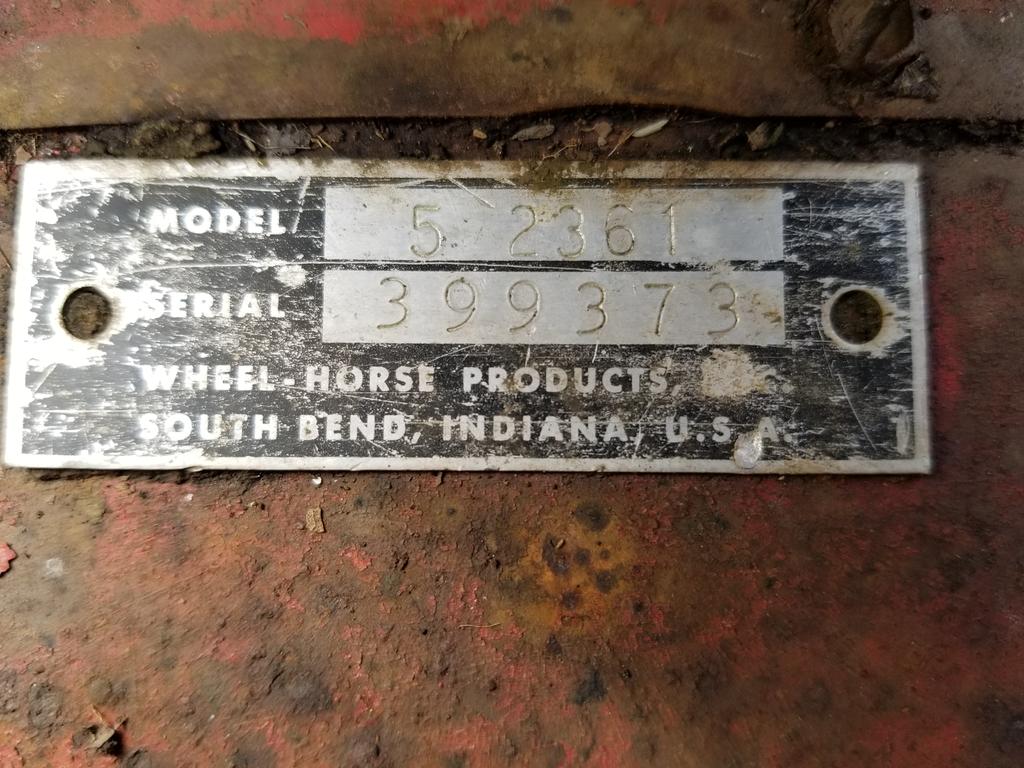 MODEL 5 2361
SERIAL 399373
WHEEL-HORSE PRODUCTS,
SOUTH BEND, INDIANA, U.S.A.